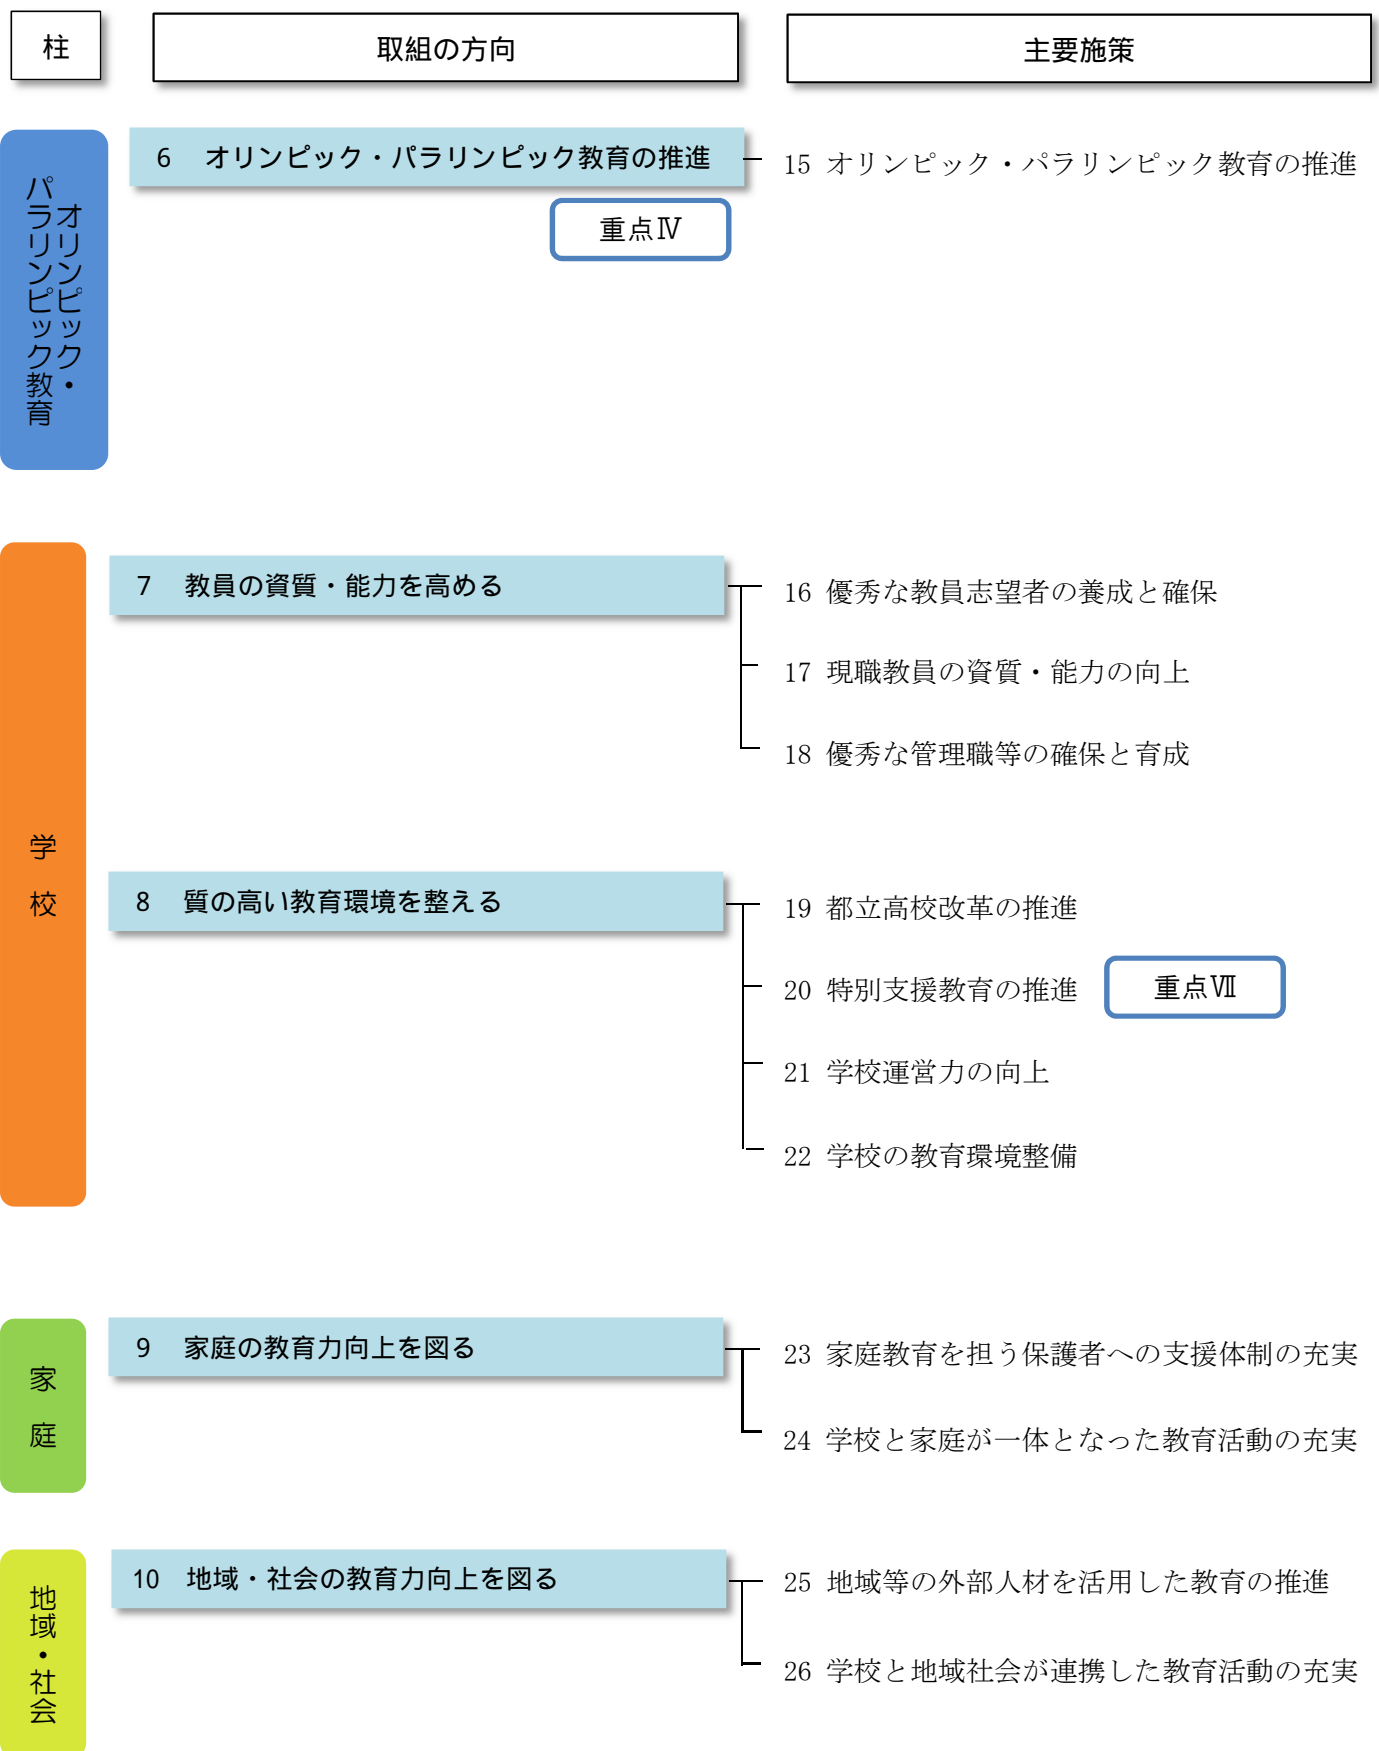 柱
取組の方向
主要施策
オリンピック・
パラリンピック教育
6 オリンピック・パラリンピック教育の推進
重点Ⅳ
15 オリンピック・パラリンピック教育の推進
学校
7 教員の資質・能力を高める
16 優秀な教員志望者の養成と確保
17 現職教員の資質・能力の向上
18 優秀な管理職等の確保と育成
8 質の高い教育環境を整える
19 都立高校改革の推進
20 特別支援教育の推進
重点Ⅶ
21 学校運営力の向上
22 学校の教育環境整備
家庭
9 家庭の教育力向上を図る
23 家庭教育を担う保護者への支援体制の充実
24 学校と家庭が一体となった教育活動の充実
地域・社会
10 地域・社会の教育力向上を図る
25 地域等の外部人材を活用した教育の推進
26 学校と地域社会が連携した教育活動の充実